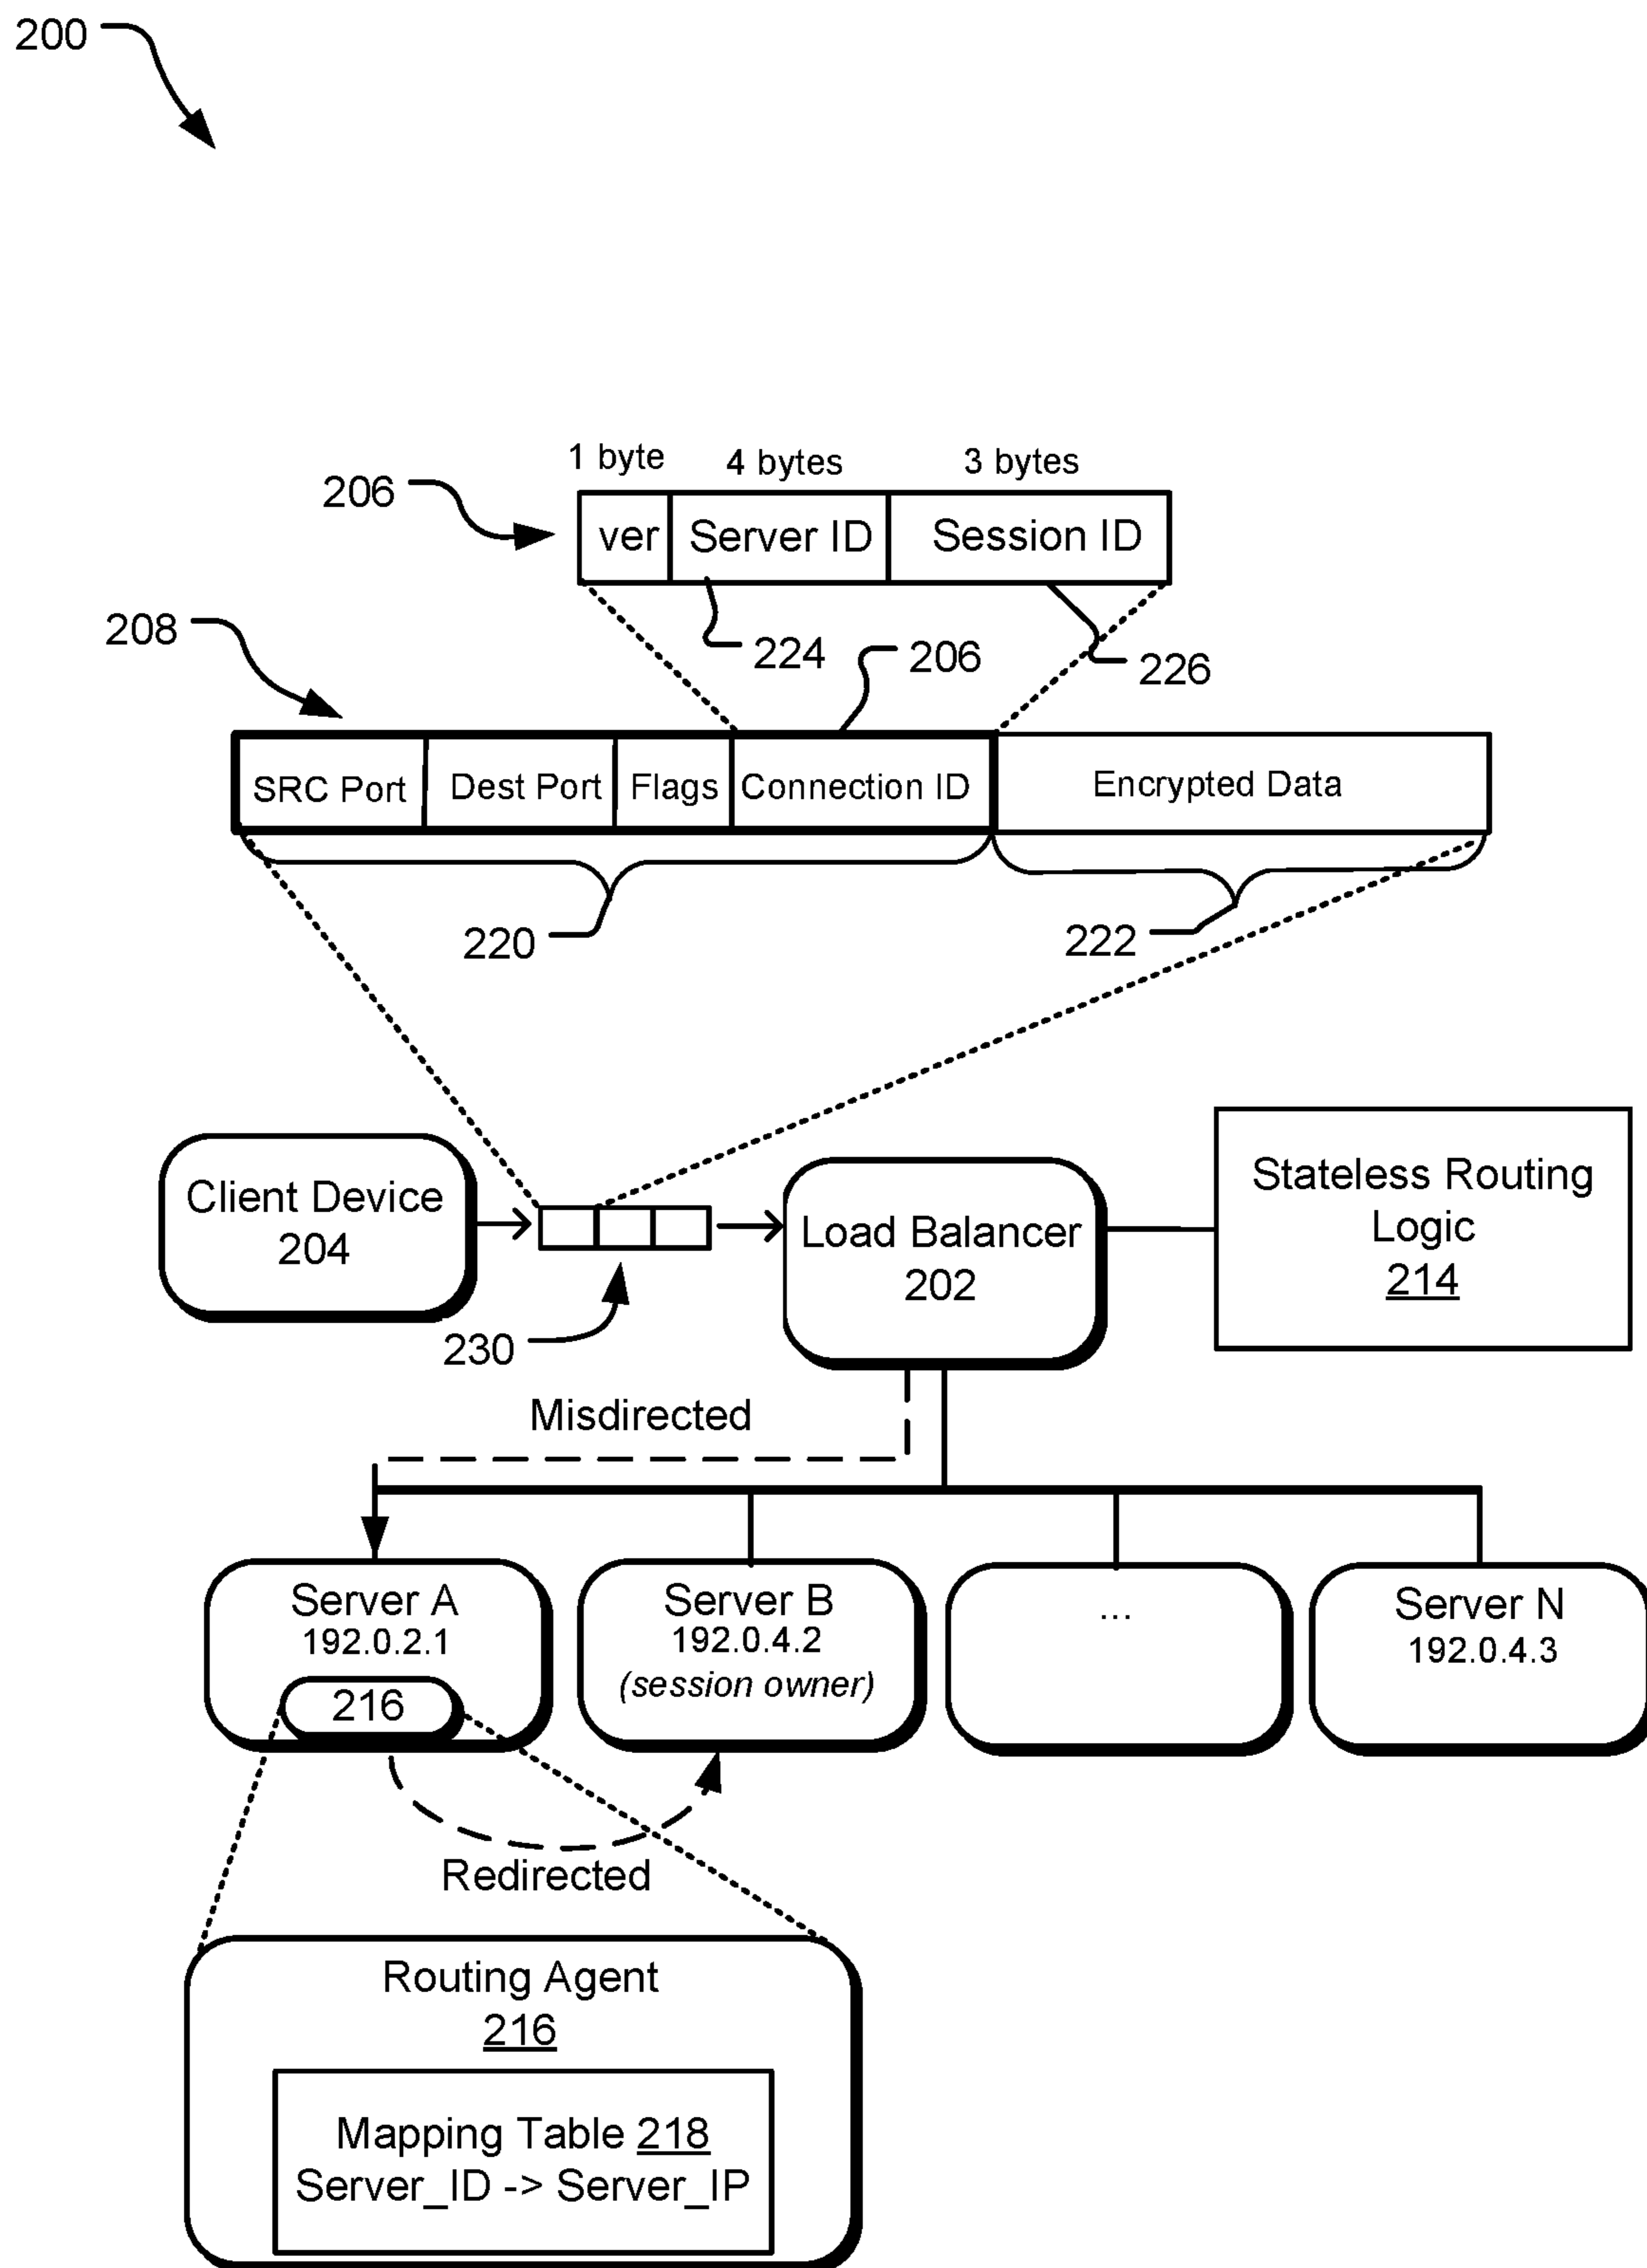 200
1 byte
4 bytes
3 bytes
206
ver
Server ID
Session ID
208
224
206
226
SRC Port
Dest Port
Flags
Connection ID
Encrypted Data
220
222
Client Device
204
230
Load Balancer
202
Stateless Routing
Logic
214
Misdirected
Server A
192.0.2.1
216
Server B
192.0.4.2
(session owner)
...
Server N
192.0.4.3
Redirected
Routing Agent
216
Mapping Table 218
Server_ID -> Server_IP